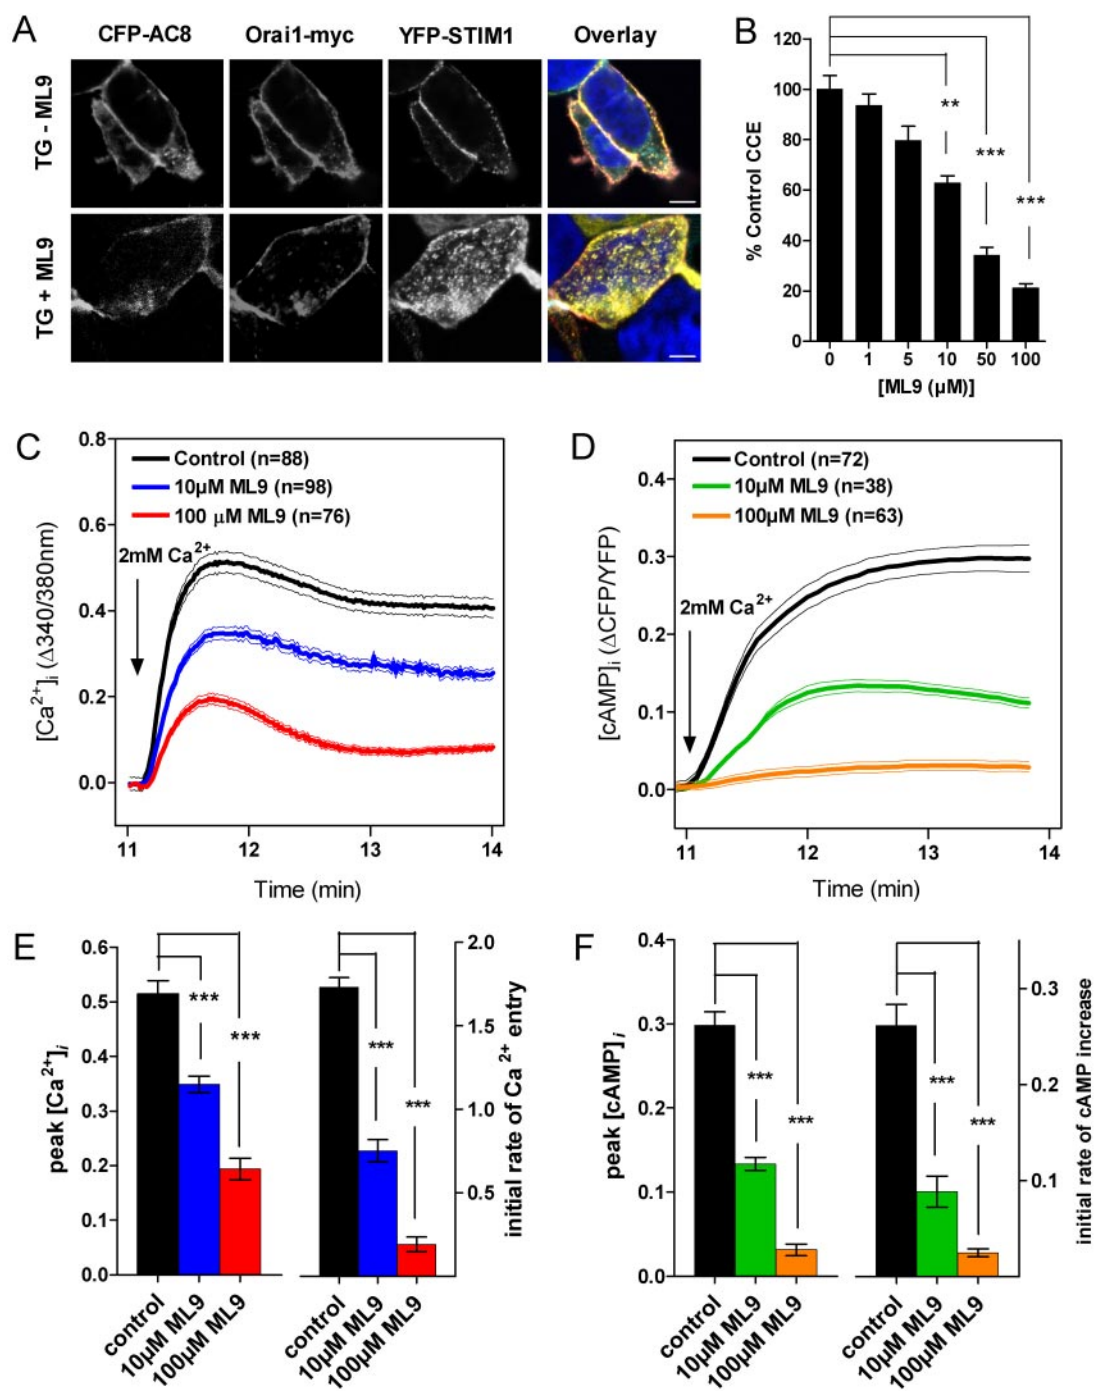 A
CFP-AC8 Orai1-myc YFP-STIM1 Overlay
TG - ML9
TG + ML9
B
% Control CCE
120
100
80
60
40
20
0
**
***
***
0 1 5 10 50 100
[ML9 (µM)]
C
[Ca²⁺]ᵢ (Δ340/380nm)
0.8
0.6
0.4
0.2
0.0
Control (n=88)
10µM ML9 (n=98)
100 µM ML9 (n=76)
2mM Ca²⁺
11 12 13 14
Time (min)
D
[cAMP]ᵢ (ΔCFP/YFP)
0.4
0.3
0.2
0.1
0.0
Control (n=72)
10µM ML9 (n=38)
100µM ML9 (n=63)
2mM Ca²⁺
11 12 13 14
Time (min)
E
peak [Ca²⁺]ᵢ
0.6
0.5
0.4
0.3
0.2
0.1
0.0
***
***
***
***
2.0
1.5
1.0
0.5
initial rate of Ca²⁺ entry
control 10µM ML9 100µM ML9 control 10µM ML9 100µM ML9
F
peak [cAMP]ᵢ
0.4
0.3
0.2
0.1
0.0
***
***
***
***
0.3
0.2
0.1
initial rate of cAMP increase
control 10µM ML9 100µM ML9 control 10µM ML9 100µM ML9